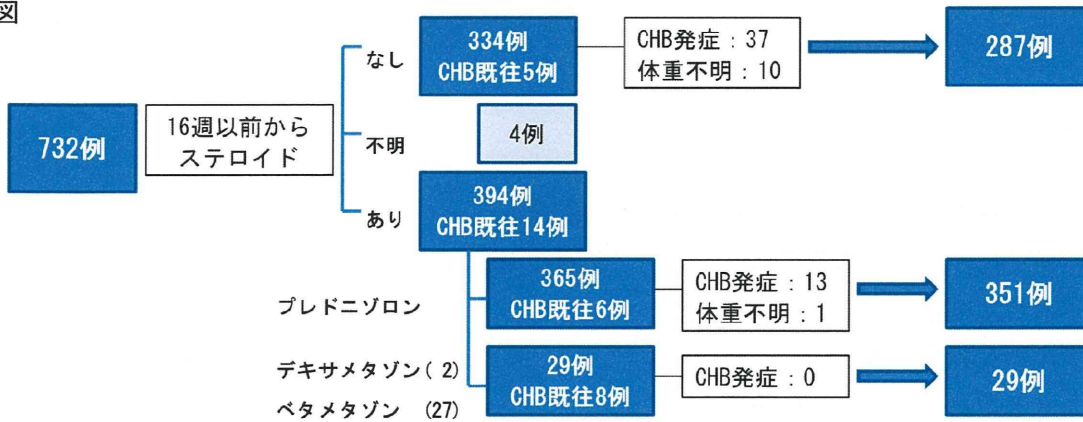 図
732例
16週以前から
ステロイド
なし
334例
CHB既往5例
CHB発症：37
体重不明：10
287例
不明
4例
あり
394例
CHB既往14例
プレドニゾロン
365例
CHB既往6例
CHB発症：13
体重不明：1
351例
デキサメタゾン( 2)
ベタメタゾン (27)
29例
CHB既往8例
CHB発症：0
29例